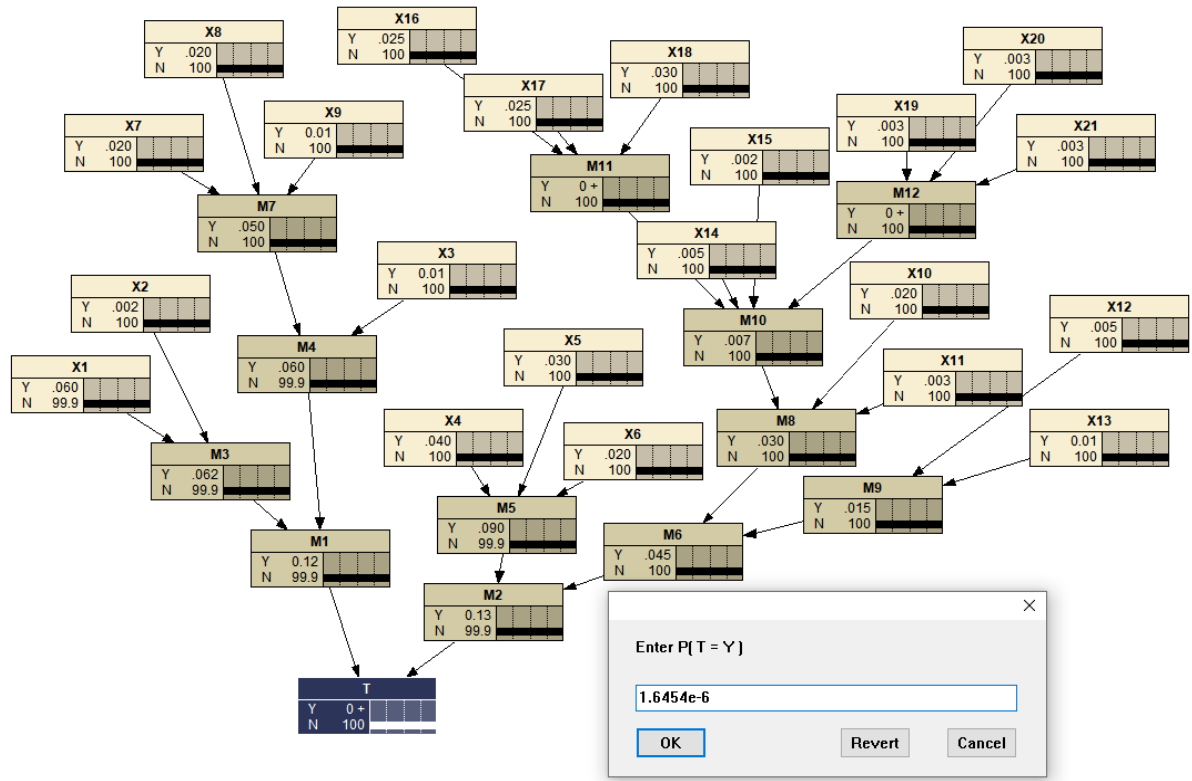 X16
Y .025
N 100
X8
Y .020
N 100
X18
Y .030
N 100
X20
Y .003
N 100
X17
Y .025
N 100
X9
Y 0.01
N 100
X19
Y .003
N 100
X7
Y .020
N 100
X15
Y .002
N 100
X21
Y .003
N 100
M11
Y 0 +
N 100
M12
Y 0 +
N 100
M7
Y .050
N 100
X14
Y .005
N 100
X3
Y 0.01
N 100
X10
Y .020
N 100
X2
Y .002
N 100
X12
Y .005
N 100
M10
Y .007
N 100
M4
Y .060
N 99.9
X5
Y .030
N 100
X1
Y .060
N 99.9
X11
Y .003
N 100
X4
Y .040
N 100
M8
Y .030
N 100
X13
Y 0.01
N 100
X6
Y .020
N 100
M3
Y .062
N 99.9
M9
Y .015
N 100
M5
Y .090
N 99.9
M6
Y .045
N 100
M1
Y 0.12
N 99.9
M2
Y 0.13
N 99.9
T
Y 0 +
N 100
Enter P( T = Y )
1.6454e-6
OK
Revert
Cancel